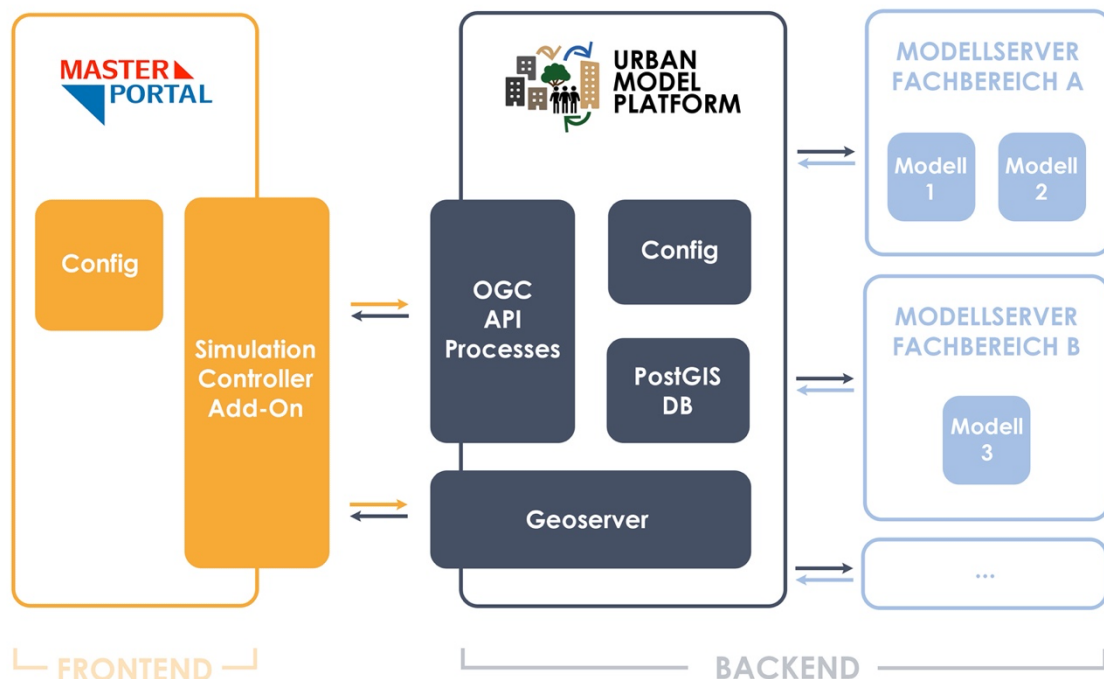 MASTER
PORTAL
Config
Simulation
Controller
Add-On
URBAN
MODEL
PLATFORM
OGC
API
Processes
Config
PostGIS
DB
Geoserver
MODELLSERVER
FACHBEREICH A
Modell
1
Modell
2
MODELLSERVER
FACHBEREICH B
Modell
3
...
FRONTEND
BACKEND